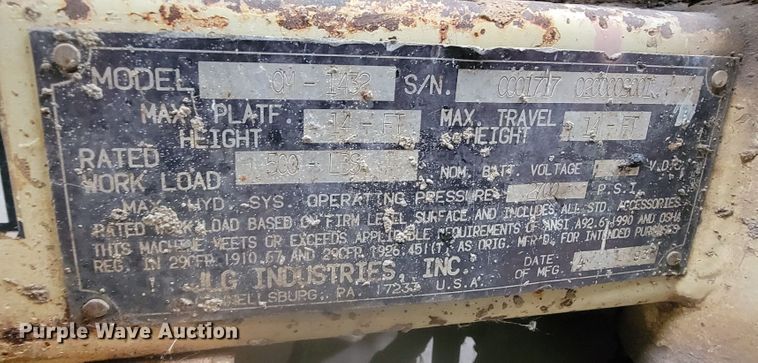 MODEL CM-1432 S/N. 0001717
MAX. PLATF. HEIGHT 14-FT MAX. TRAVEL HEIGHT 14-FT
RATED WORK LOAD 500-LBS NOM. BATT. VOLTAGE V.D.C.
MAX. HYD. SYS. OPERATING PRESSURE P.S.I.
RATED WORK LOAD BASED ON FIRM LEVEL SURFACE AND INCLUDES ALL STD. ACCESSORIES.
THIS MACHINE MEETS OR EXCEEDS APPLICABLE REQUIREMENTS OF ANSI A92.6-1990 AND OSHA
REG. IN 29CFR 1910.67 AND 29CFR 1926.451(F), AS ORIG. MFR'D. FOR INTENDED PURPOSES
JLG INDUSTRIES, INC.
McCONNELLSBURG, PA. 17233 U.S.A.
DATE OF MFG.
Purple Wave Auction